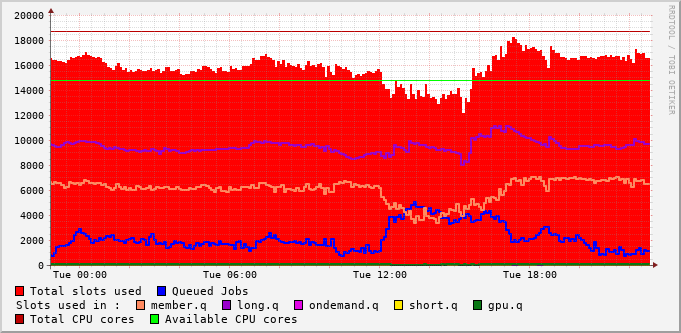 20000
18000
16000
14000
12000
10000
8000
6000
4000
2000
0
Tue 00:00 Tue 06:00 Tue 12:00 Tue 18:00
Total slots used Queued Jobs
Slots used in : member.q long.q ondemand.q short.q gpu.q
Total CPU cores Available CPU cores
RRDTOOL / TOBI OETIKER